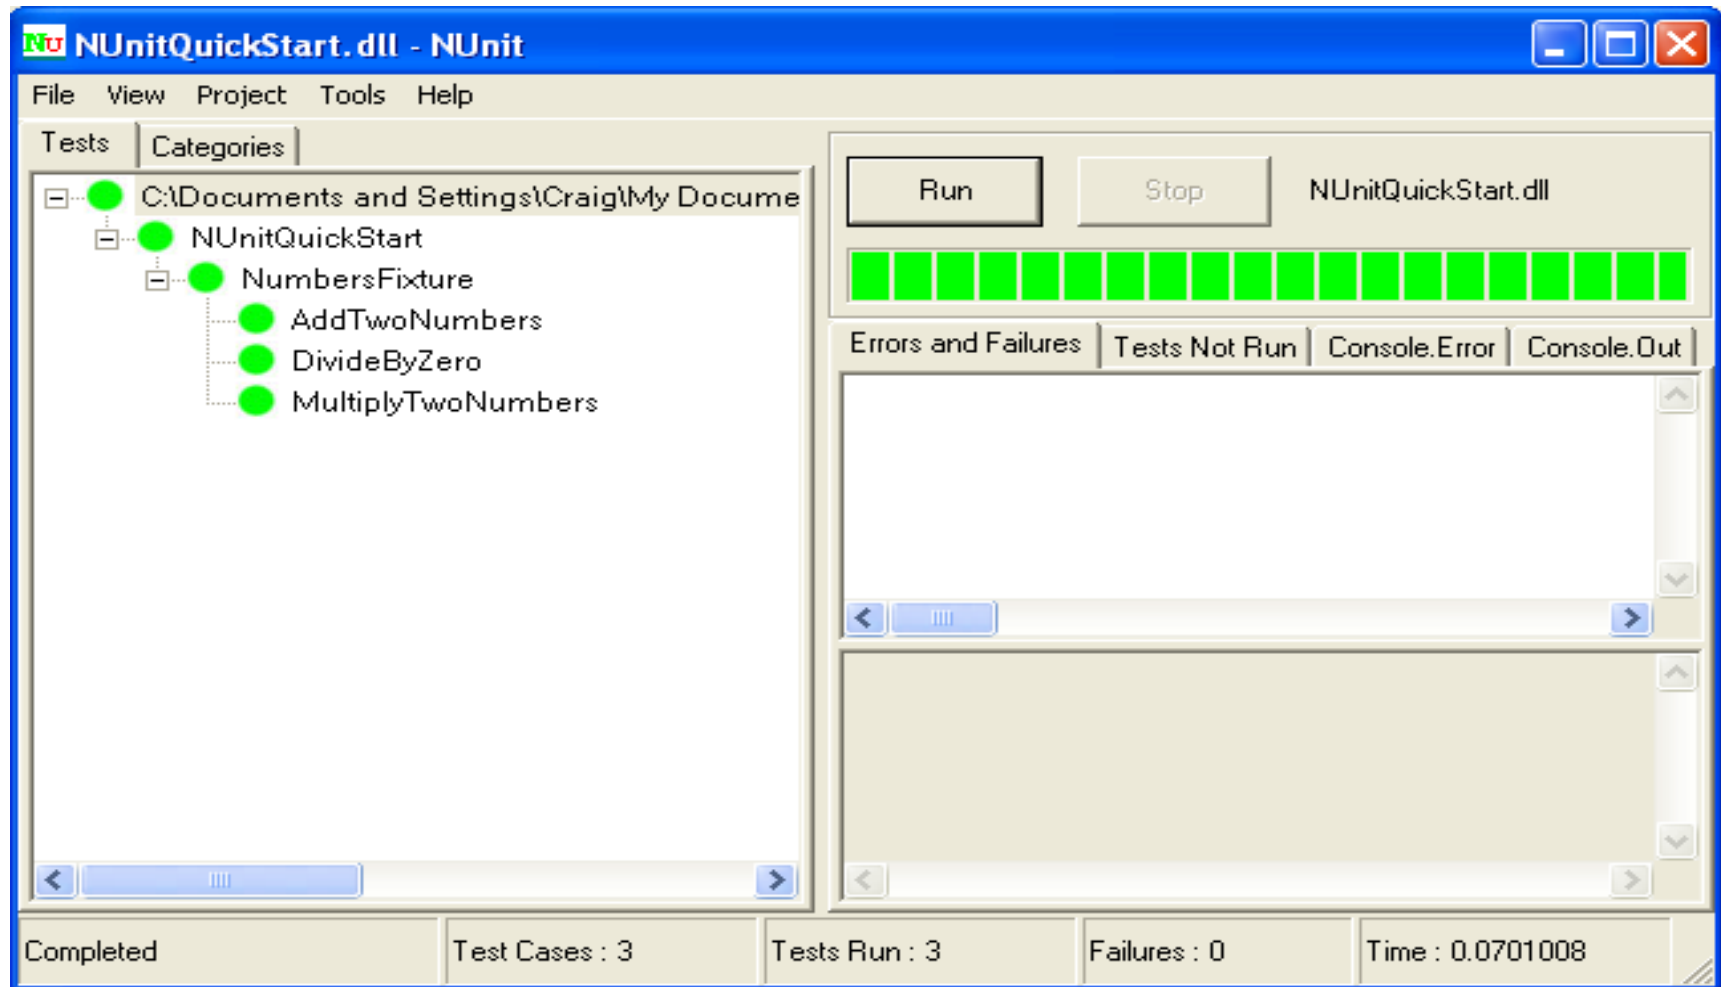 NU NUnitQuickStart.dll - NUnit
File View Project Tools Help
Tests Categories
C:\Documents and Settings\Craig\My Docume
NUnitQuickStart
NumbersFixture
AddTwoNumbers
DivideByZero
MultiplyTwoNumbers
Run Stop NUnitQuickStart.dll
Errors and Failures Tests Not Run Console.Error Console.Out
Completed Test Cases : 3 Tests Run : 3 Failures : 0 Time : 0.0701008